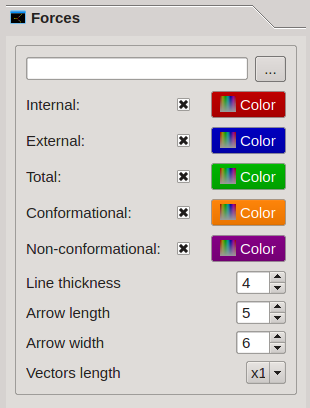 Forces
...
Internal: Color
External: Color
Total: Color
Conformational: Color
Non-conformational: Color
Line thickness 4
Arrow length 5
Arrow width 6
Vectors length x1